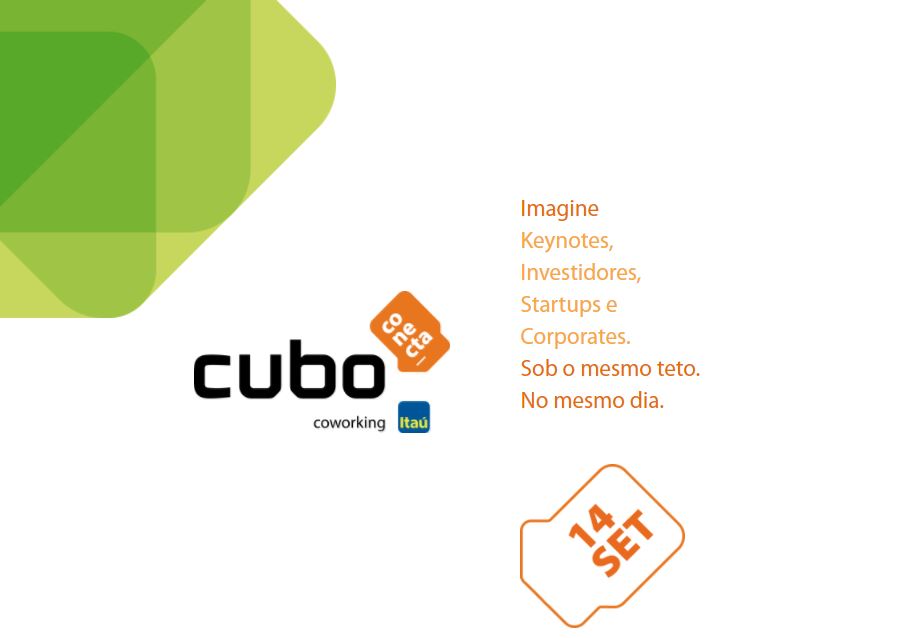 Imagine
Keynotes,
Investidores,
Startups e
Corporates.
Sob o mesmo teto.
No mesmo dia.
cubo
co
ne
cta
coworking Itaú
14
SET